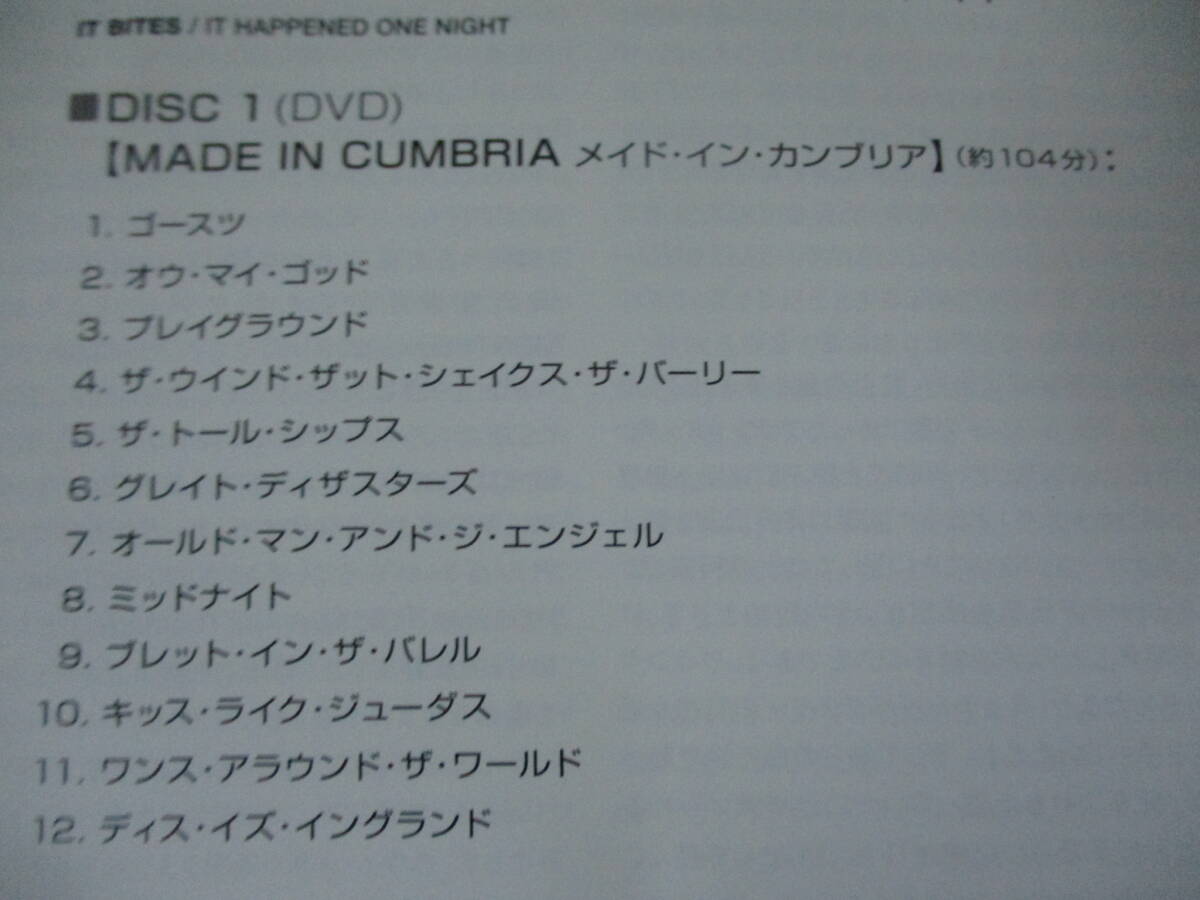 IT BITES / IT HAPPENED ONE NIGHT
■DISC 1 (DVD)
【MADE IN CUMBRIA メイド・イン・カンブリア】(約104分):
1. ゴースツ
2. オウ・マイ・ゴッド
3. プレイグラウンド
4. ザ・ウインド・ザット・シェイクス・ザ・バーリー
5. ザ・トール・シップス
6. グレイト・ディザスターズ
7. オールド・マン・アンド・ジ・エンジェル
8. ミッドナイト
9. ブレット・イン・ザ・バレル
10. キッス・ライク・ジューダス
11. ワンス・アラウンド・ザ・ワールド
12. ディス・イズ・イングランド